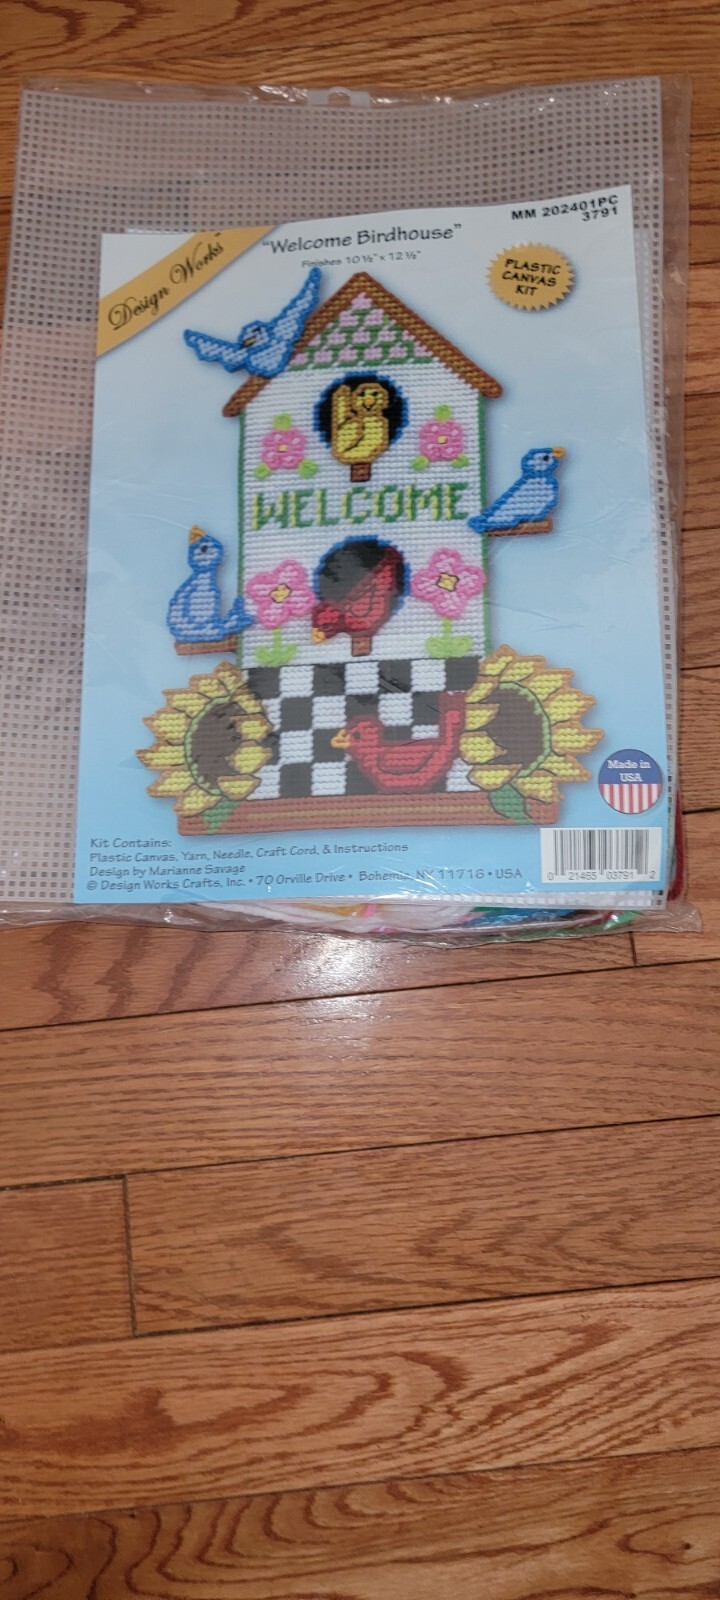 MM 202401PC
3791
Design Works™
"Welcome Birdhouse"
Finishes 10 ½" x 12 ½"
PLASTIC
CANVAS
KIT
WELCOME
Made in
USA
Kit Contains:
Plastic Canvas, Yarn, Needle, Craft Cord, & Instructions
Design by Marianne Savage
© Design Works Crafts, Inc. • 70 Orville Drive • Bohemia, NY 11716 • USA
0 21465 03791 2